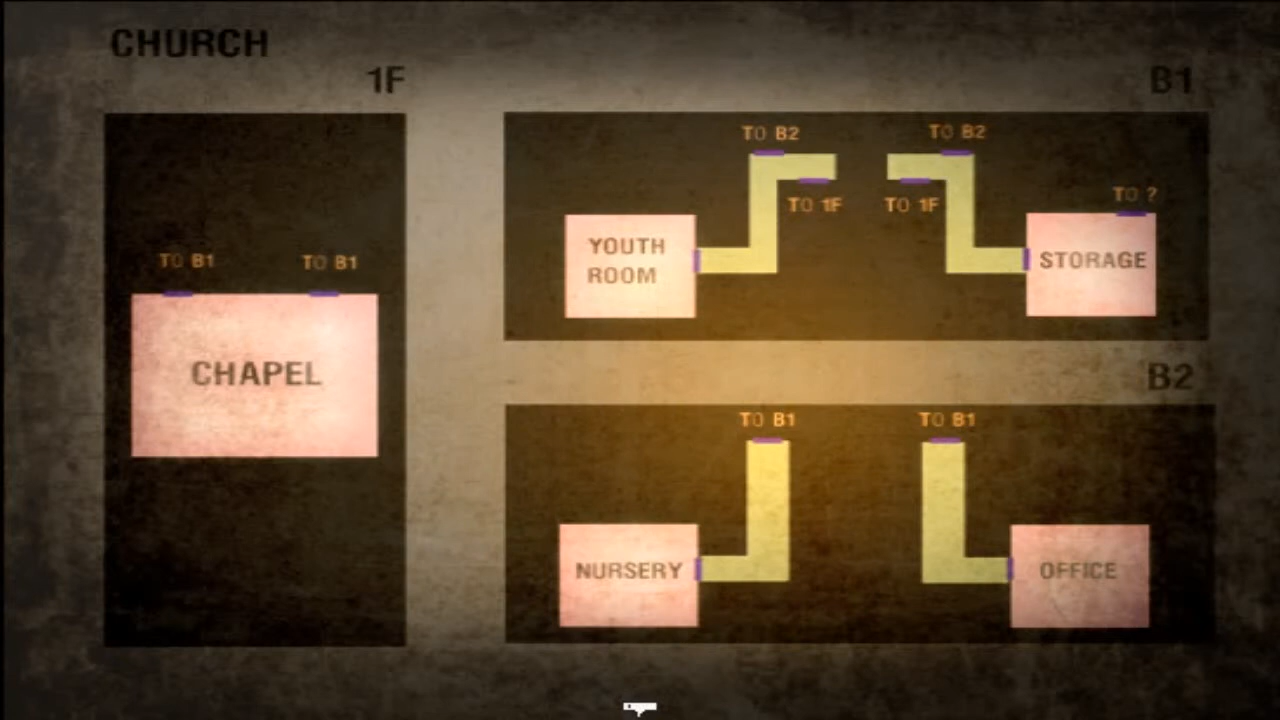 CHURCH
1F
TO B1
TO B1
CHAPEL
B1
TO B2
TO B2
TO 1F
TO 1F
TO ?
YOUTH
ROOM
STORAGE
B2
TO B1
TO B1
NURSERY
OFFICE